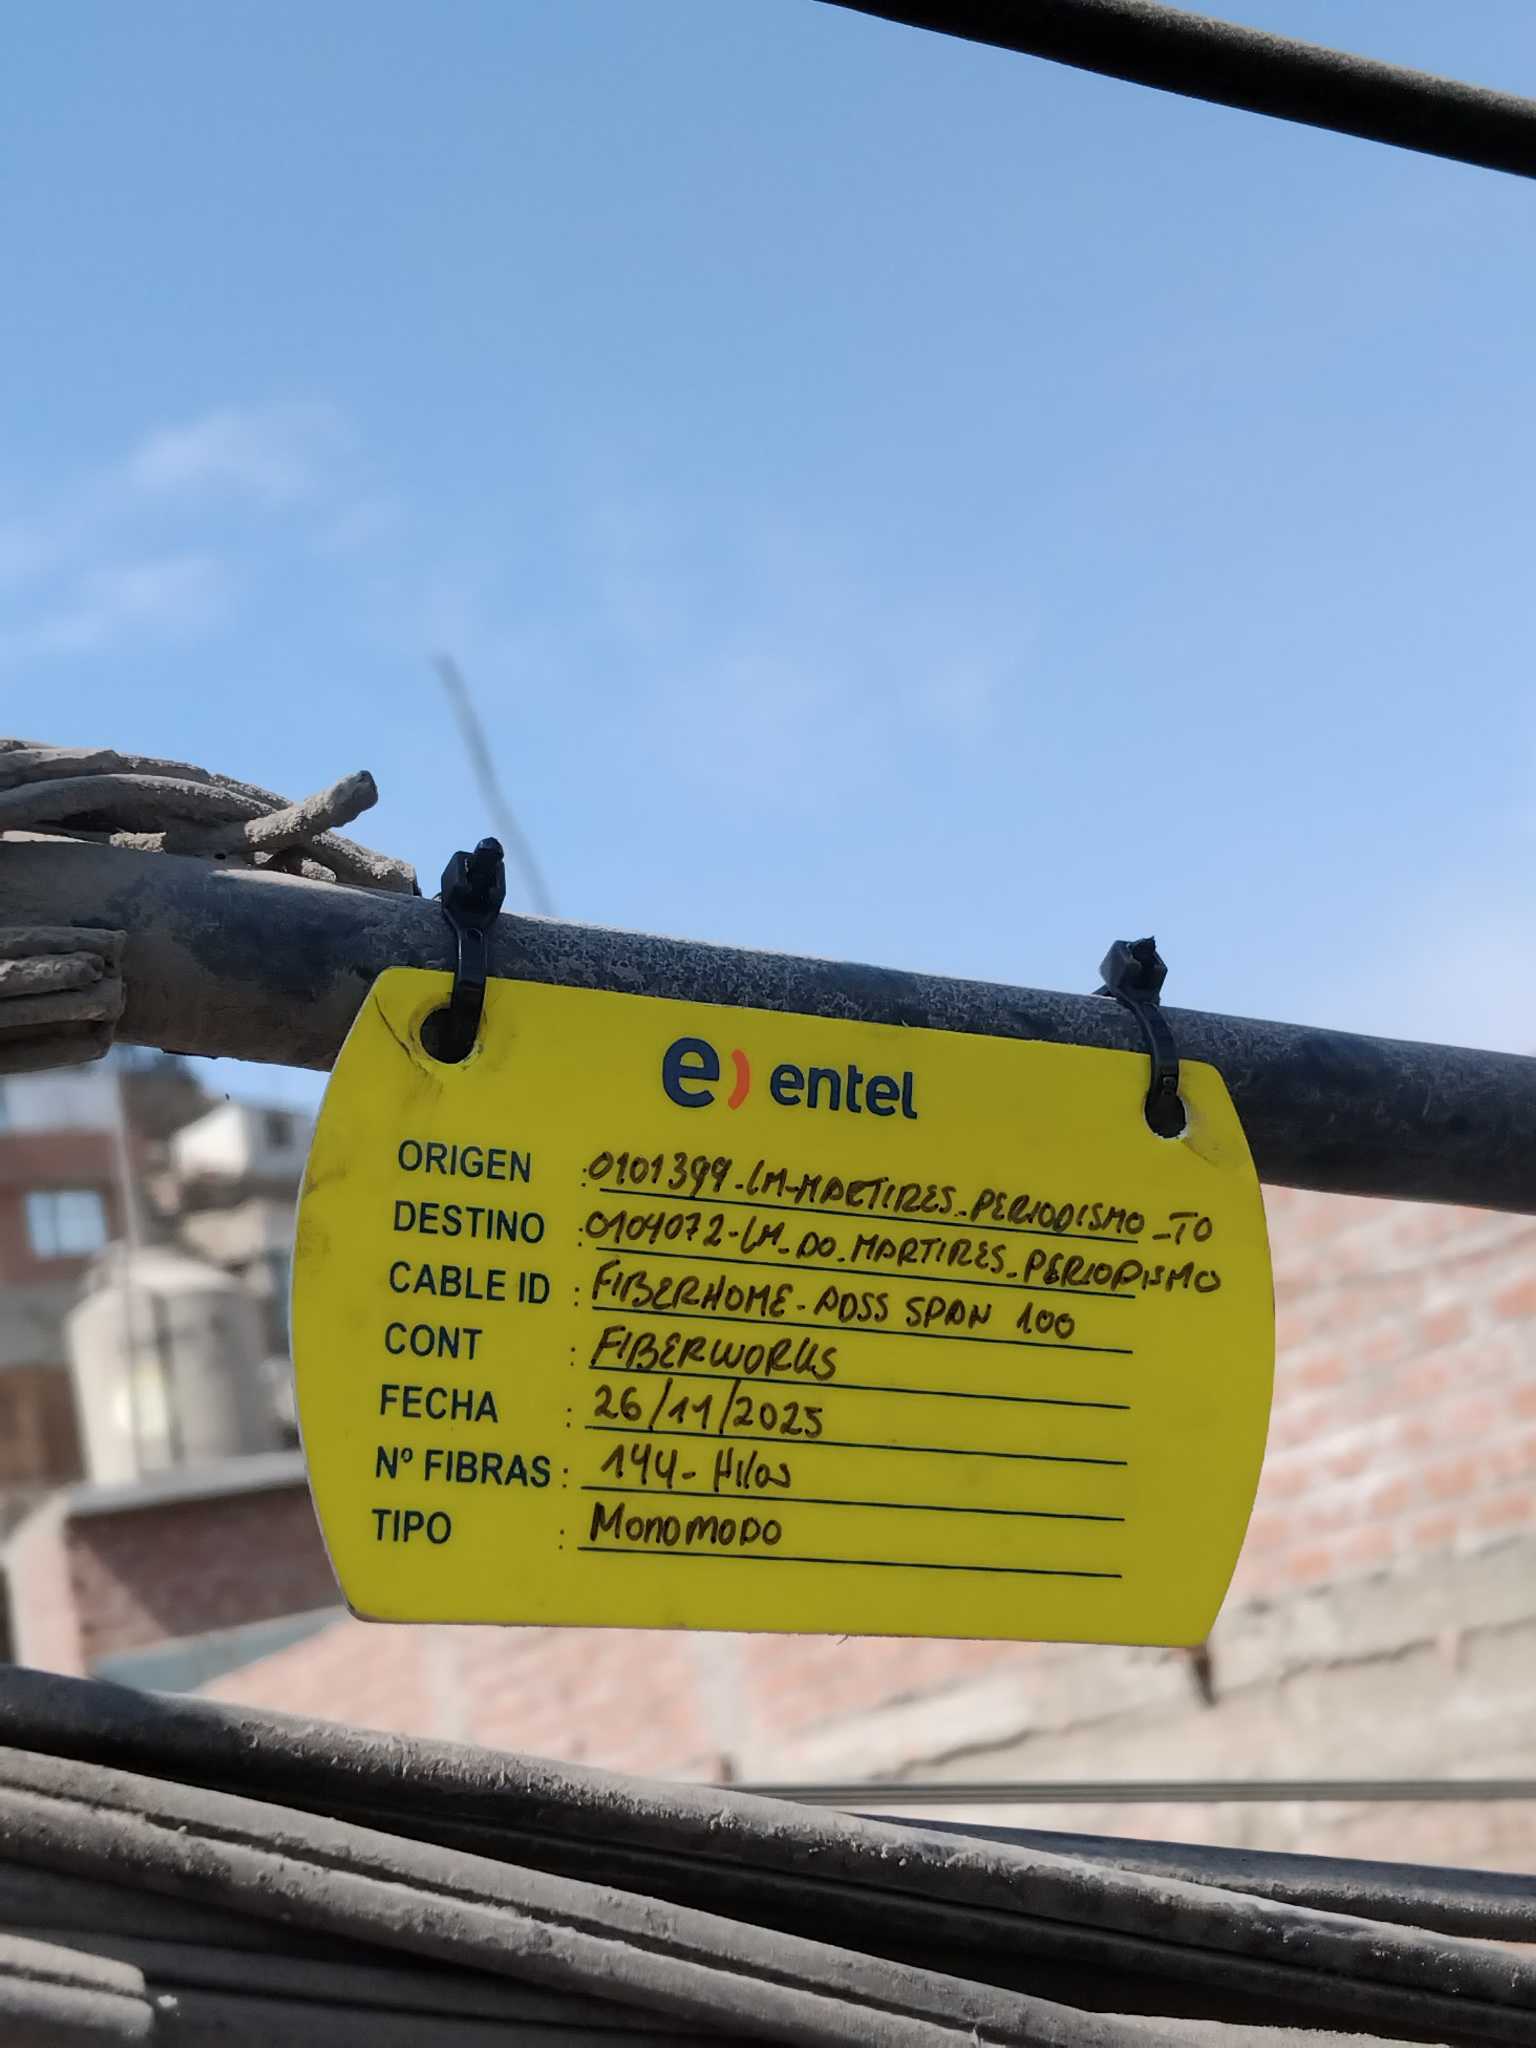 e) entel
ORIGEN : 0101399-LM-MARTIRES_PERIODISMO_TO
DESTINO : 0104072-LM_DO_MARTIRES_PERIODISMO
CABLE ID : FIBERHOME-ADSS SPAN 100
CONT : FIBERWORKS
FECHA : 26/11/2025
Nº FIBRAS : 144-Hilos
TIPO : MONOMODO